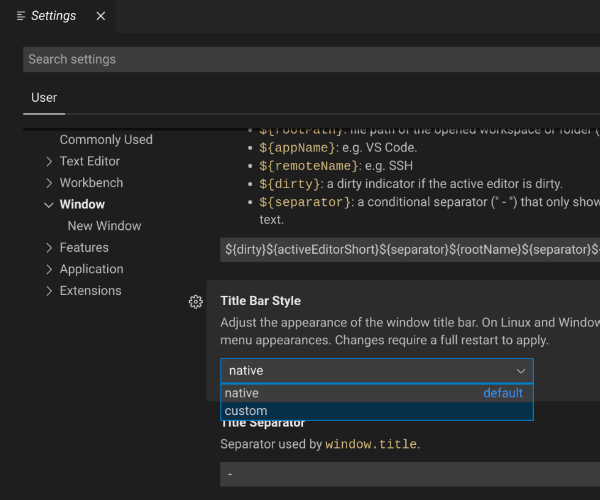 Settings
Search settings
User
Commonly Used
Text Editor
Workbench
Window
New Window
Features
Application
Extensions
${rootPath}: file path of the opened workspace or folder (
${appName}: e.g. VS Code.
${remoteName}: e.g. SSH
${dirty}: a dirty indicator if the active editor is dirty.
${separator}: a conditional separator (" - ") that only show
text.
${dirty}${activeEditorShort}${separator}${rootName}${separator}$
Title Bar Style
Adjust the appearance of the window title bar. On Linux and Window
menu appearances. Changes require a full restart to apply.
native
native default
custom
Title Separator
Separator used by window.title.
-